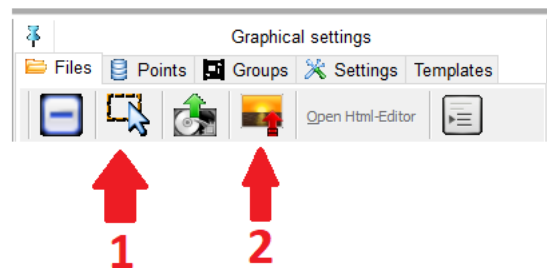 Graphical settings
Files Points Groups Settings Templates
Open Html-Editor
1 2